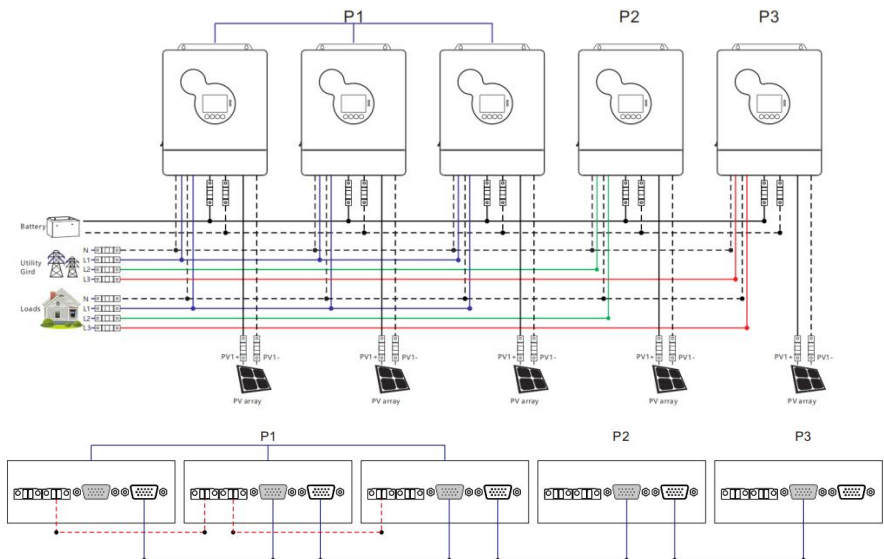 P1 P2 P3
Battery
N
Utility
Gird
L1
L2
L3
Loads
N
L1
L2
L3
PV1+ PV1- PV1+ PV1- PV1+ PV1- PV1+ PV1- PV1+ PV1-
PV array PV array PV array PV array PV array
P1 P2 P3